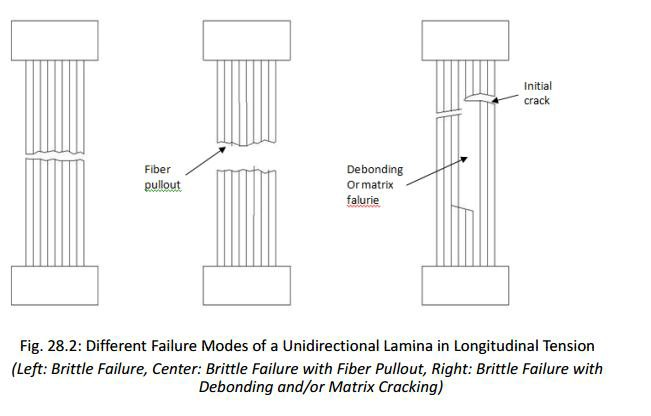 Initial
crack
Fiber
pullout
Debonding
Or matrix
falurie
Fig. 28.2: Different Failure Modes of a Unidirectional Lamina in Longitudinal Tension
(Left: Brittle Failure, Center: Brittle Failure with Fiber Pullout, Right: Brittle Failure with
Debonding and/or Matrix Cracking)